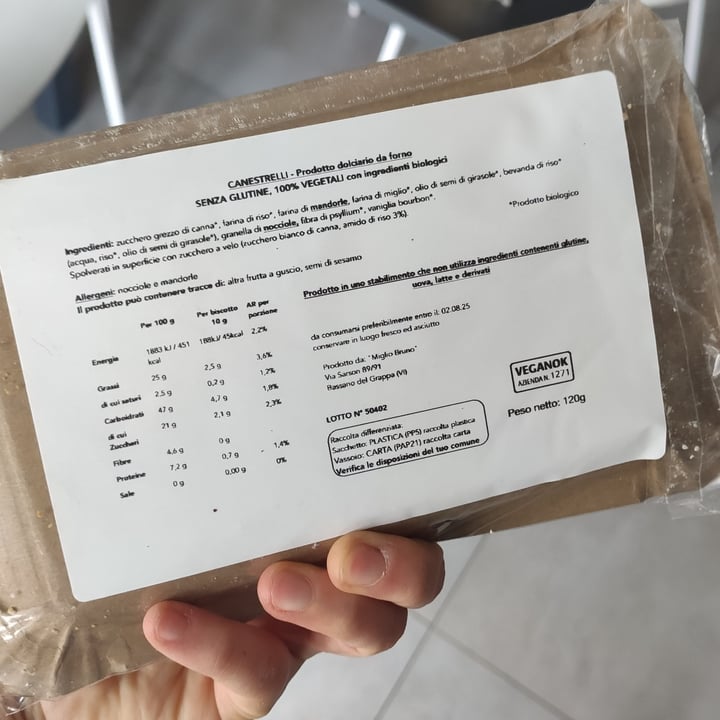 CANESTRELLI - Prodotto dolciario da forno
SENZA GLUTINE, 100% VEGETALI con ingredienti biologici
Ingredienti: zucchero grezzo di canna*, farina di riso*, farina di mandorle, farina di miglio*, olio di semi di girasole*, bevanda di riso*
(acqua, riso*, olio di semi di girasole*), granella di nocciole, fibra di psyllium*, vaniglia bourbon*.
Spolverati in superficie con zucchero a velo (zucchero bianco di canna, amido di riso 3%).
*Prodotto biologico
Allergeni: nocciole e mandorle
Il prodotto può contenere tracce di: altra frutta a guscio, semi di sesamo
Prodotto in uno stabilimento che non utilizza ingredienti contenenti glutine,
uova, latte e derivati
Per 100 g Per biscotto 10 g AR per porzione
Energia 1883 kJ / 451 kcal 188kJ/ 45kcal 2,2%
Grassi 25 g 2,5 g 3,6%
di cui saturi 2,5 g 0,2 g 1,2%
Carboidrati 47 g 4,7 g 1,8%
di cui Zuccheri 21 g 2,1 g 2,3%
Fibre 4,6 g 0 g
Proteine 7,2 g 0,7 g 1,4%
Sale 0 g 0,00 g 0%
da consumarsi preferibilmente entro il: 02.08.25
conservare in luogo fresco ed asciutto
Prodotto da: "Miglio Bruno"
Via Sarson 89/91
Bassano del Grappa (VI)
LOTTO N° 50402
Raccolta differenziata:
Sacchetto: PLASTICA (PP5) raccolta plastica
Vassoio: CARTA (PAP21) raccolta carta
Verifica le disposizioni del tuo comune
VEGANOK
AZIENDA N. 1271
Peso netto: 120g